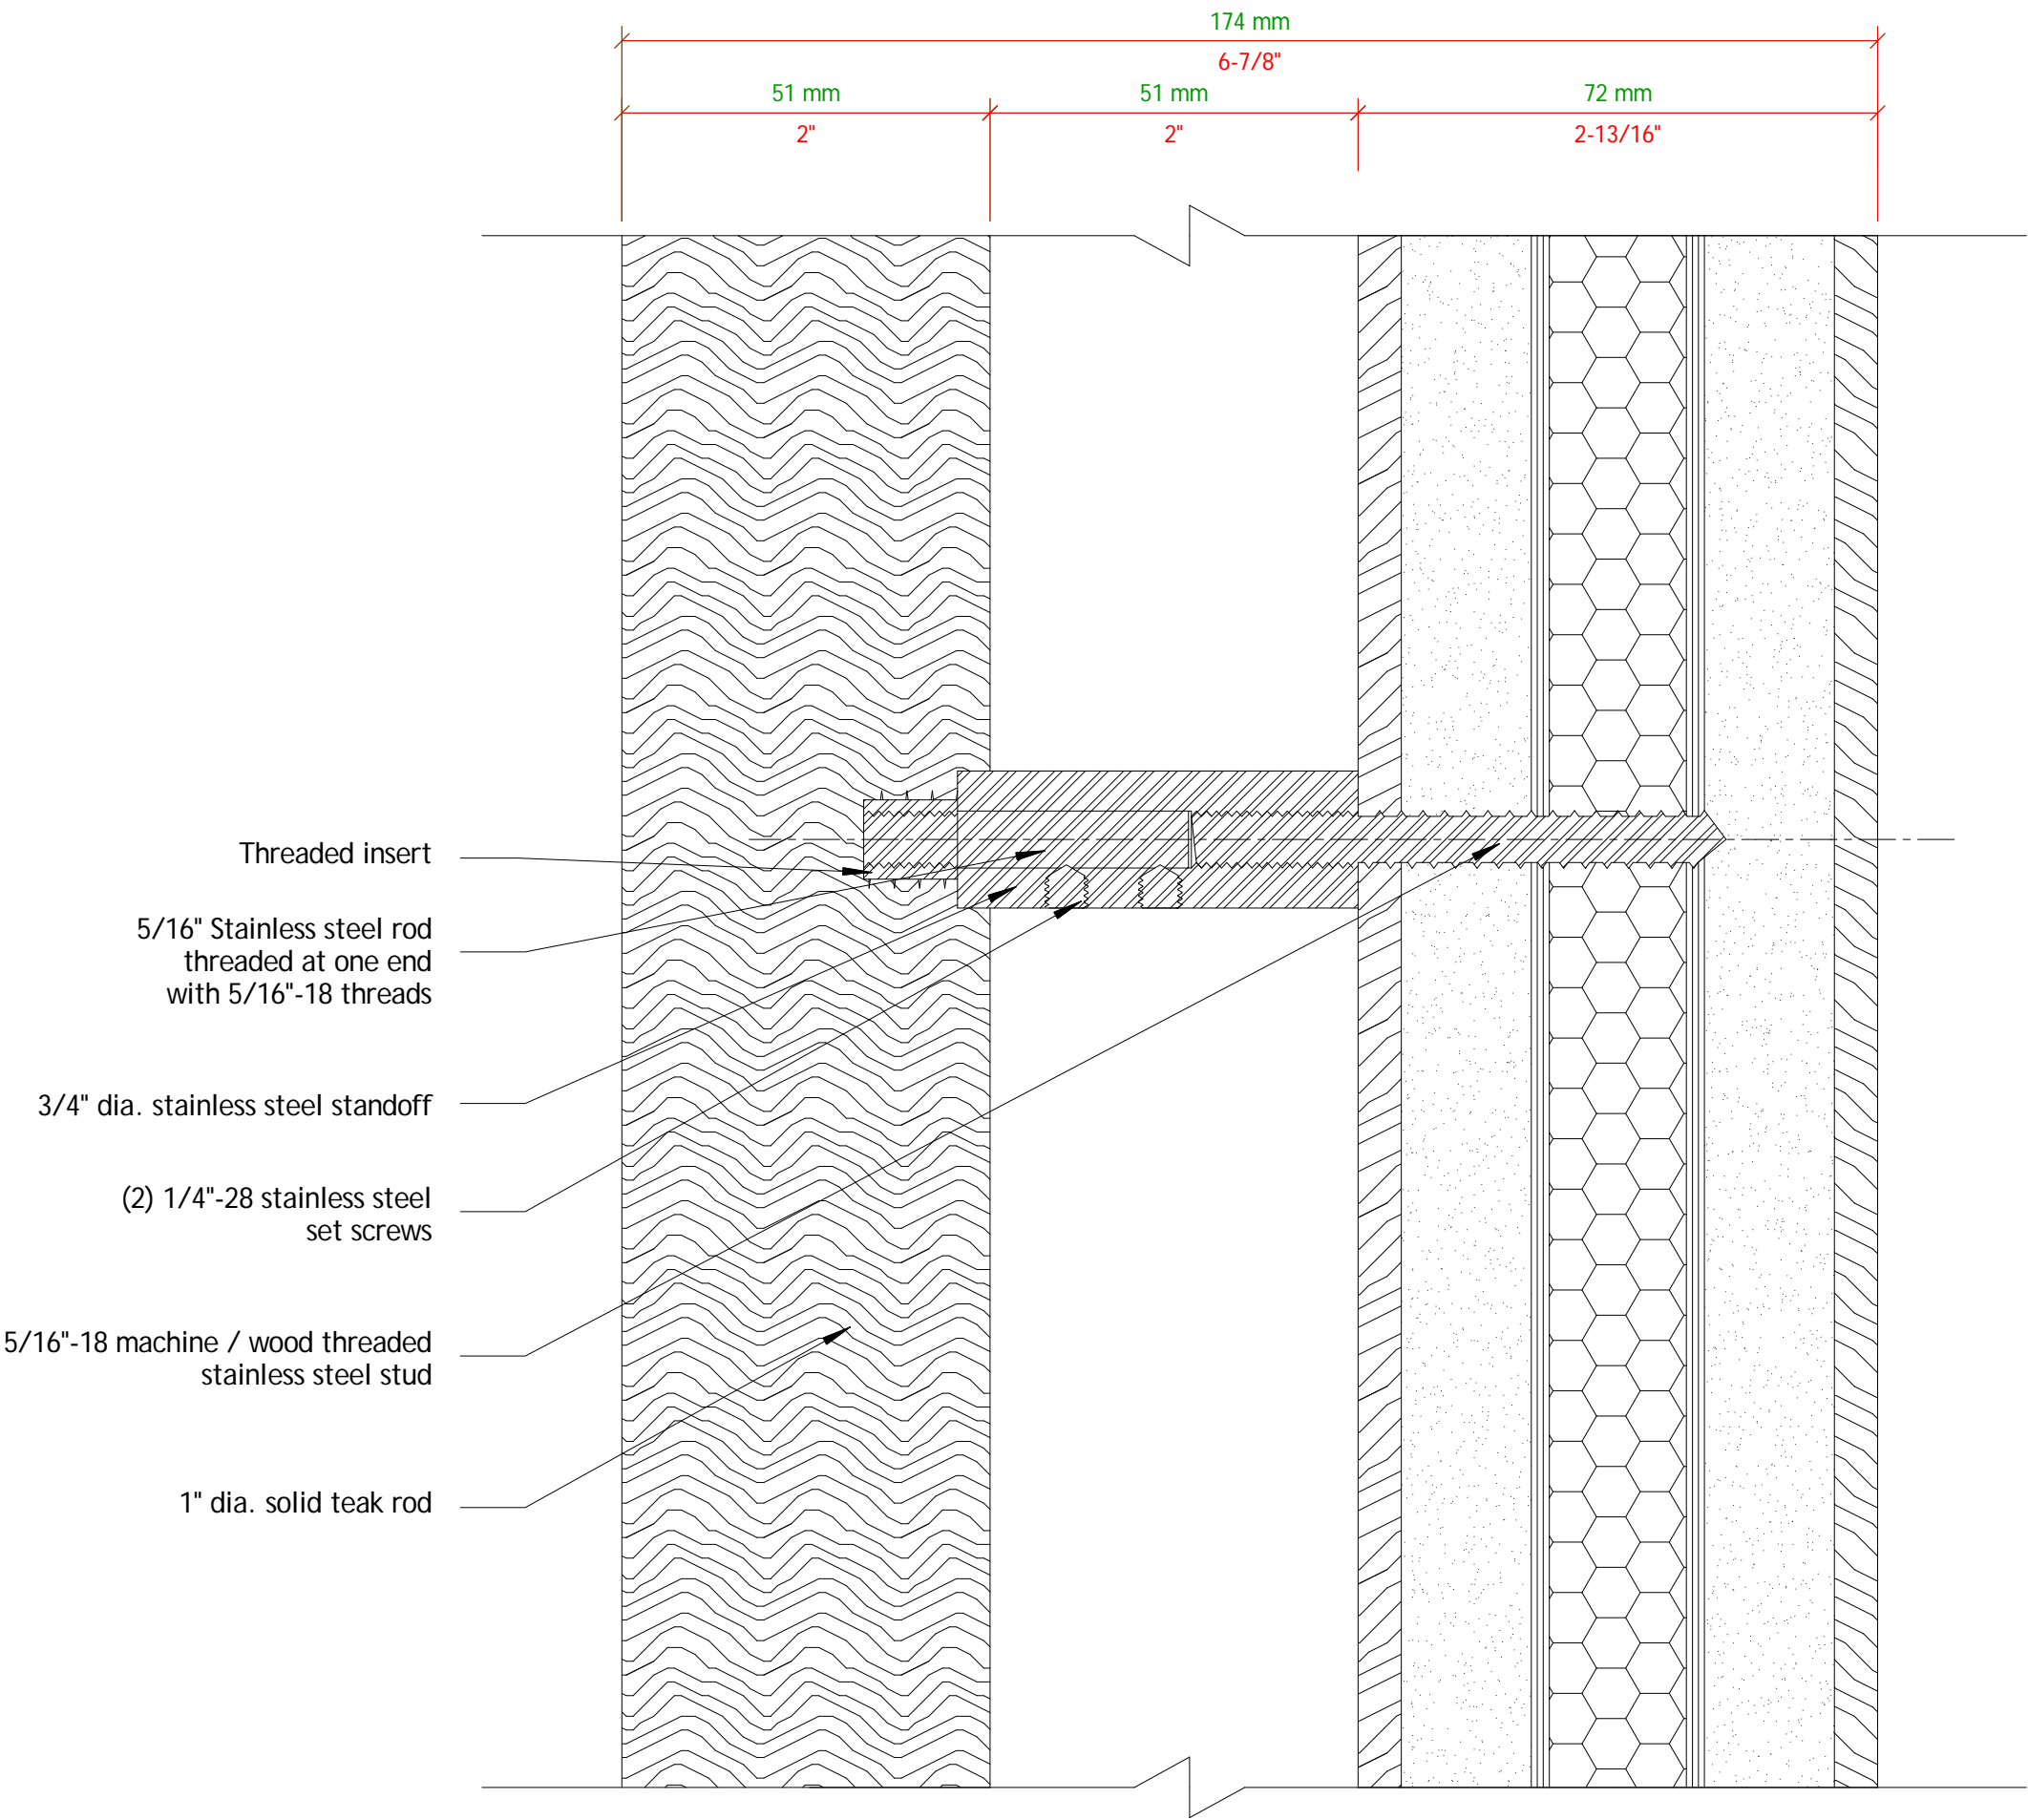 174 mm
6-7/8"
51 mm
51 mm
72 mm
2"
2"
2-13/16"
Threaded insert
5/16" Stainless steel rod
threaded at one end
with 5/16"-18 threads
3/4" dia. stainless steel standoff
(2) 1/4"-28 stainless steel
set screws
5/16"-18 machine / wood threaded
stainless steel stud
1" dia. solid teak rod